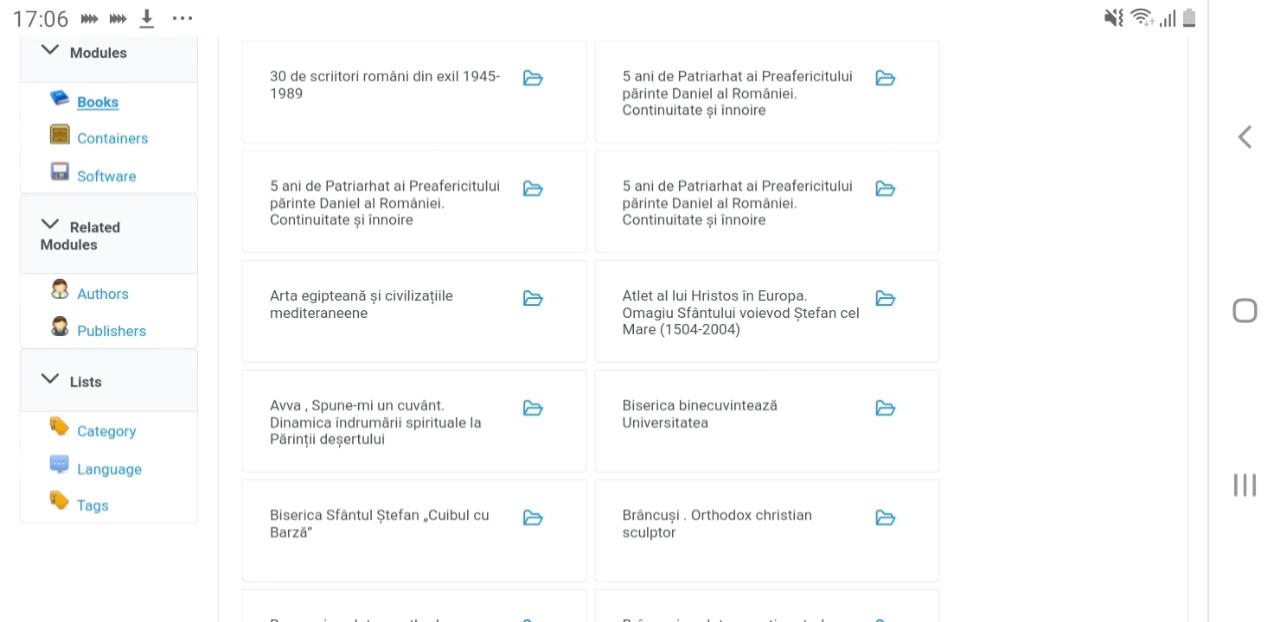 17:06
Modules
Books
Containers
Software
Related
Modules
Authors
Publishers
Lists
Category
Language
Tags
30 de scriitori români din exil 1945-
1989
5 ani de Patriarhat ai Preafericitului
părinte Daniel al României.
Continuitate și înnoire
5 ani de Patriarhat ai Preafericitului
părinte Daniel al României.
Continuitate și înnoire
5 ani de Patriarhat ai Preafericitului
părinte Daniel al României.
Continuitate și înnoire
Arta egipteană și civilizațiile
mediteraneene
Atlet al lui Hristos în Europa.
Omagiu Sfântului voievod Ștefan cel
Mare (1504-2004)
Avva , Spune-mi un cuvânt.
Dinamica îndrumării spirituale la
Părinții deșertului
Biserica binecuvintează
Universitatea
Biserica Sfântul Ștefan „Cuibul cu
Barză”
Brâncuși . Orthodox christian
sculptor